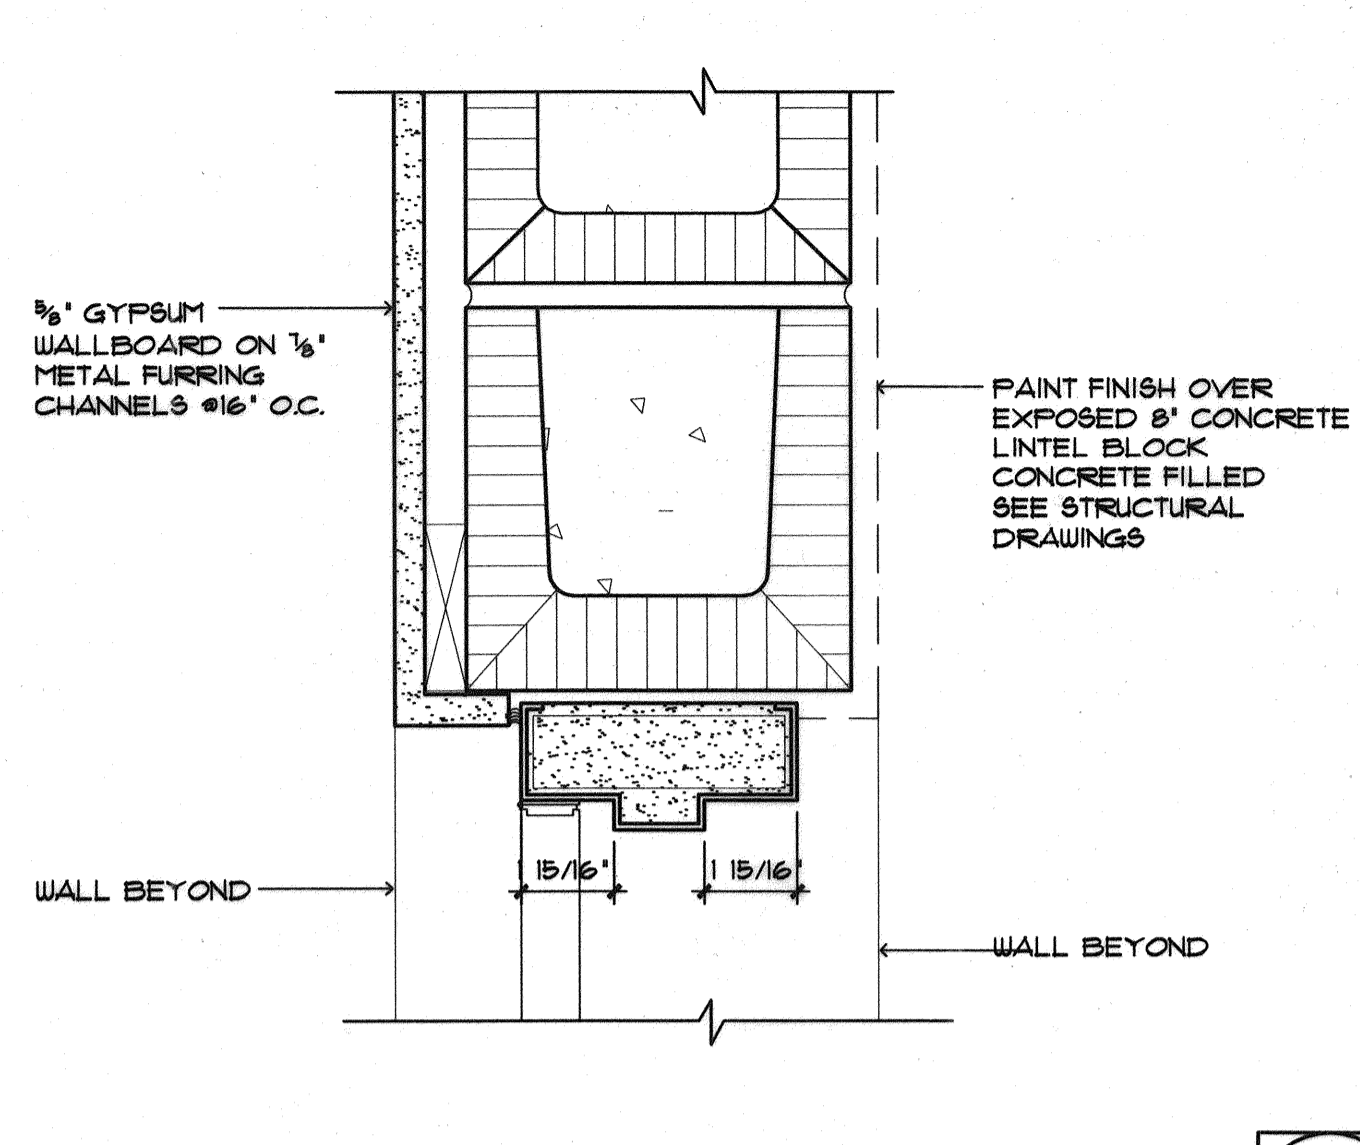 5/8" GYPSUM
WALLBOARD ON 7/8"
METAL FURRING
CHANNELS @16" O.C.
PAINT FINISH OVER
EXPOSED 8" CONCRETE
LINTEL BLOCK
CONCRETE FILLED
SEE STRUCTURAL
DRAWINGS
1 15/16" 1 15/16"
WALL BEYOND
WALL BEYOND